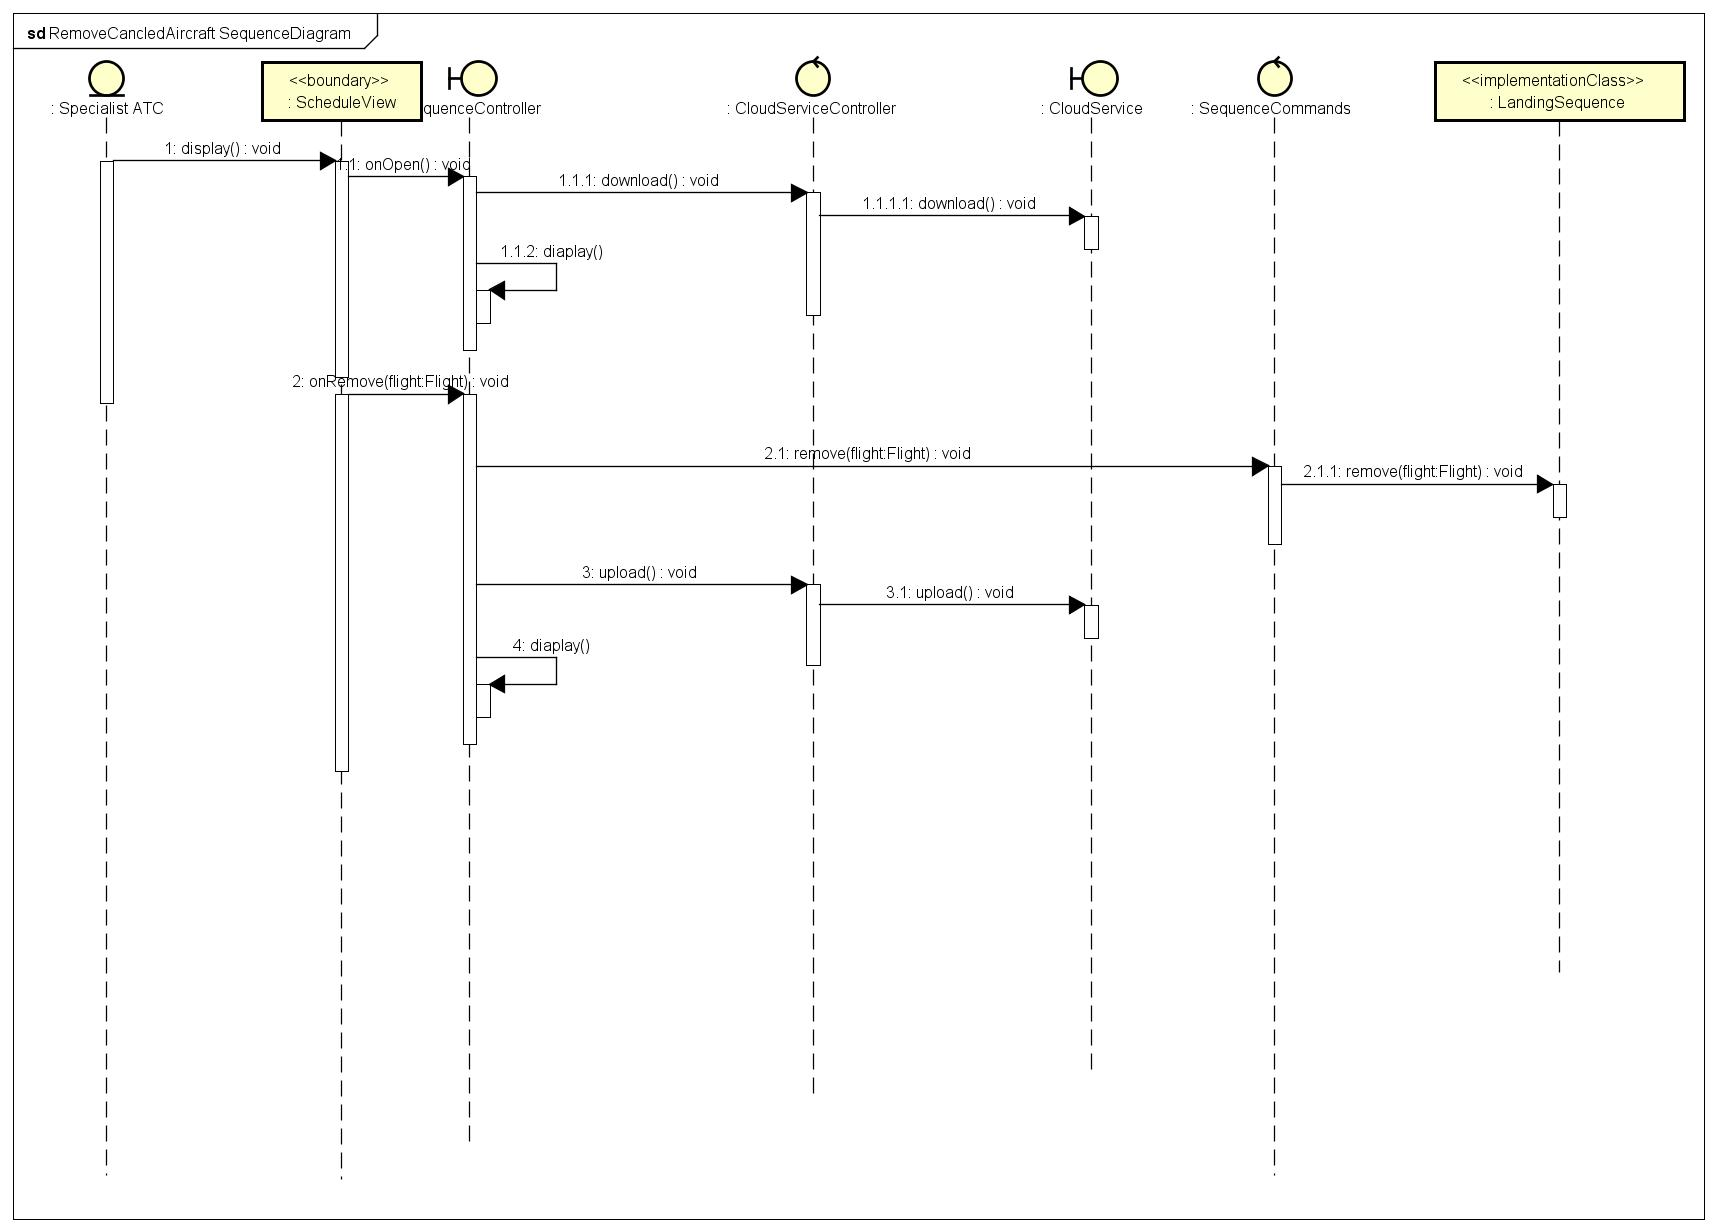 sd RemoveCancledAircraft SequenceDiagram
<<boundary>>
: ScheduleView
<<implementationClass>>
: LandingSequence
: Specialist ATC
quenceController
: CloudServiceController
: CloudService
: SequenceCommands
1: display() : void
1.1: onOpen() : void
1.1.1: download() : void
1.1.1.1: download() : void
1.1.2: diaplay()
2: onRemove(flight:Flight) : void
2.1: remove(flight:Flight) : void
2.1.1: remove(flight:Flight) : void
3: upload() : void
3.1: upload() : void
4: diaplay()